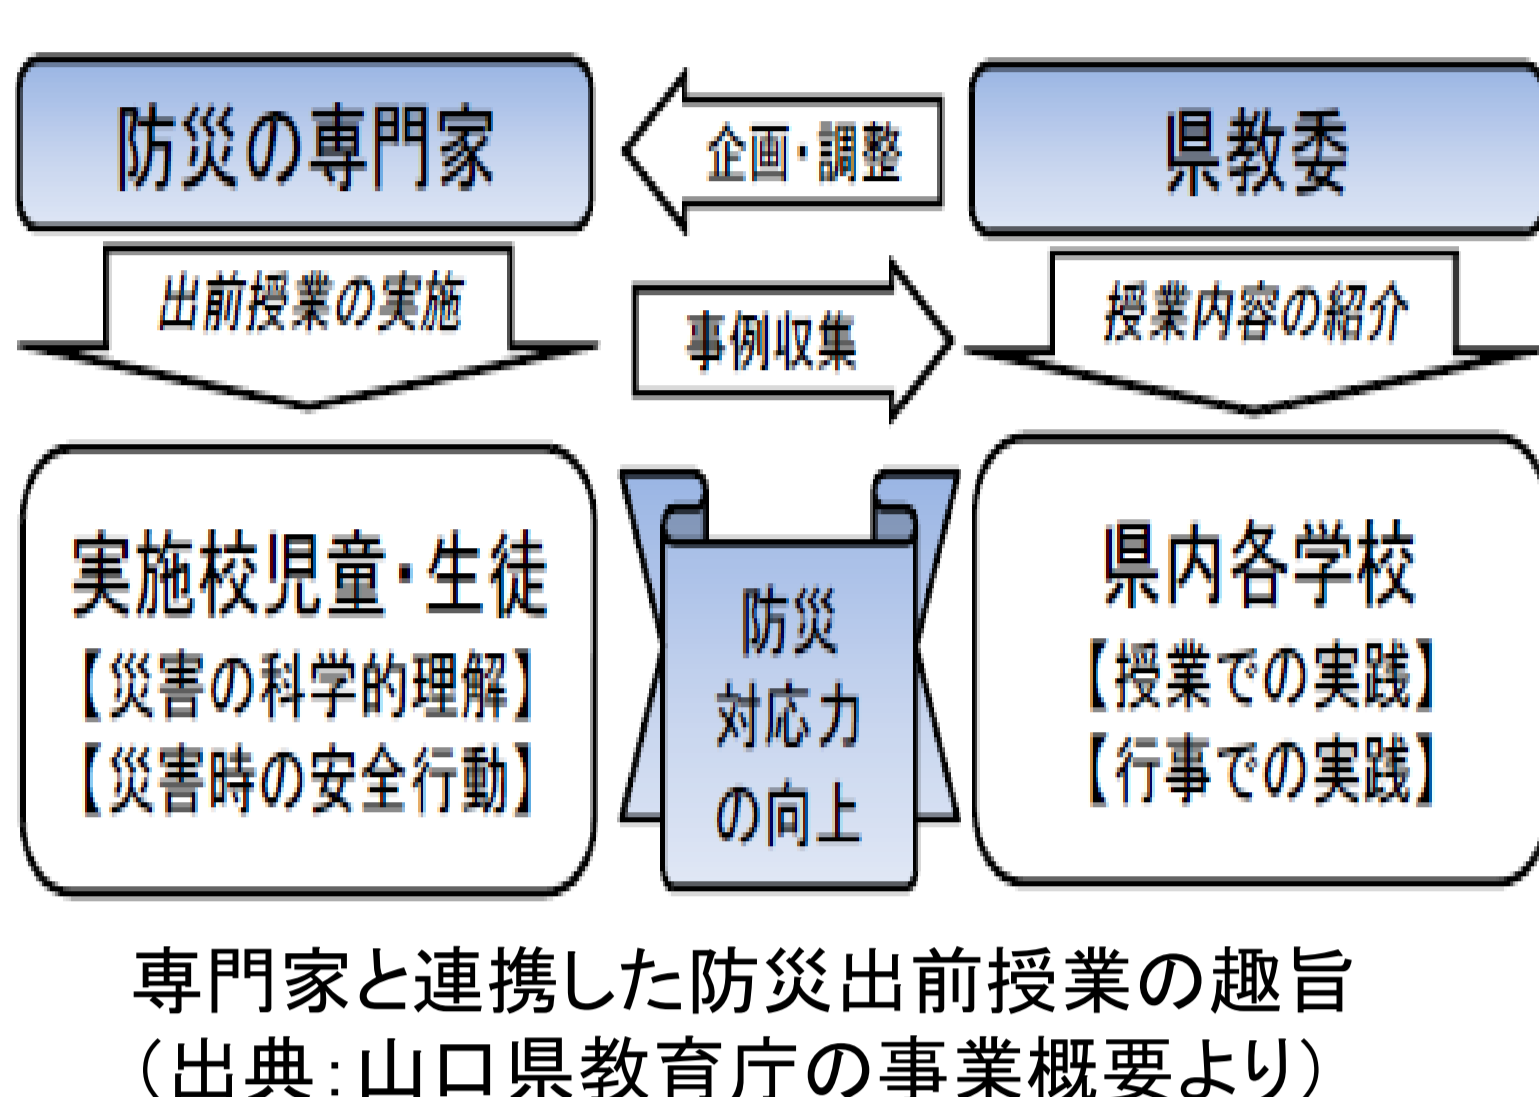 防災の専門家
企画・調整
県教委
出前授業の実施
事例収集
授業内容の紹介
実施校児童・生徒
【災害の科学的理解】
【災害時の安全行動】
防災
対応力
の向上
県内各学校
【授業での実践】
【行事での実践】
専門家と連携した防災出前授業の趣旨
（出典：山口県教育庁の事業概要より）